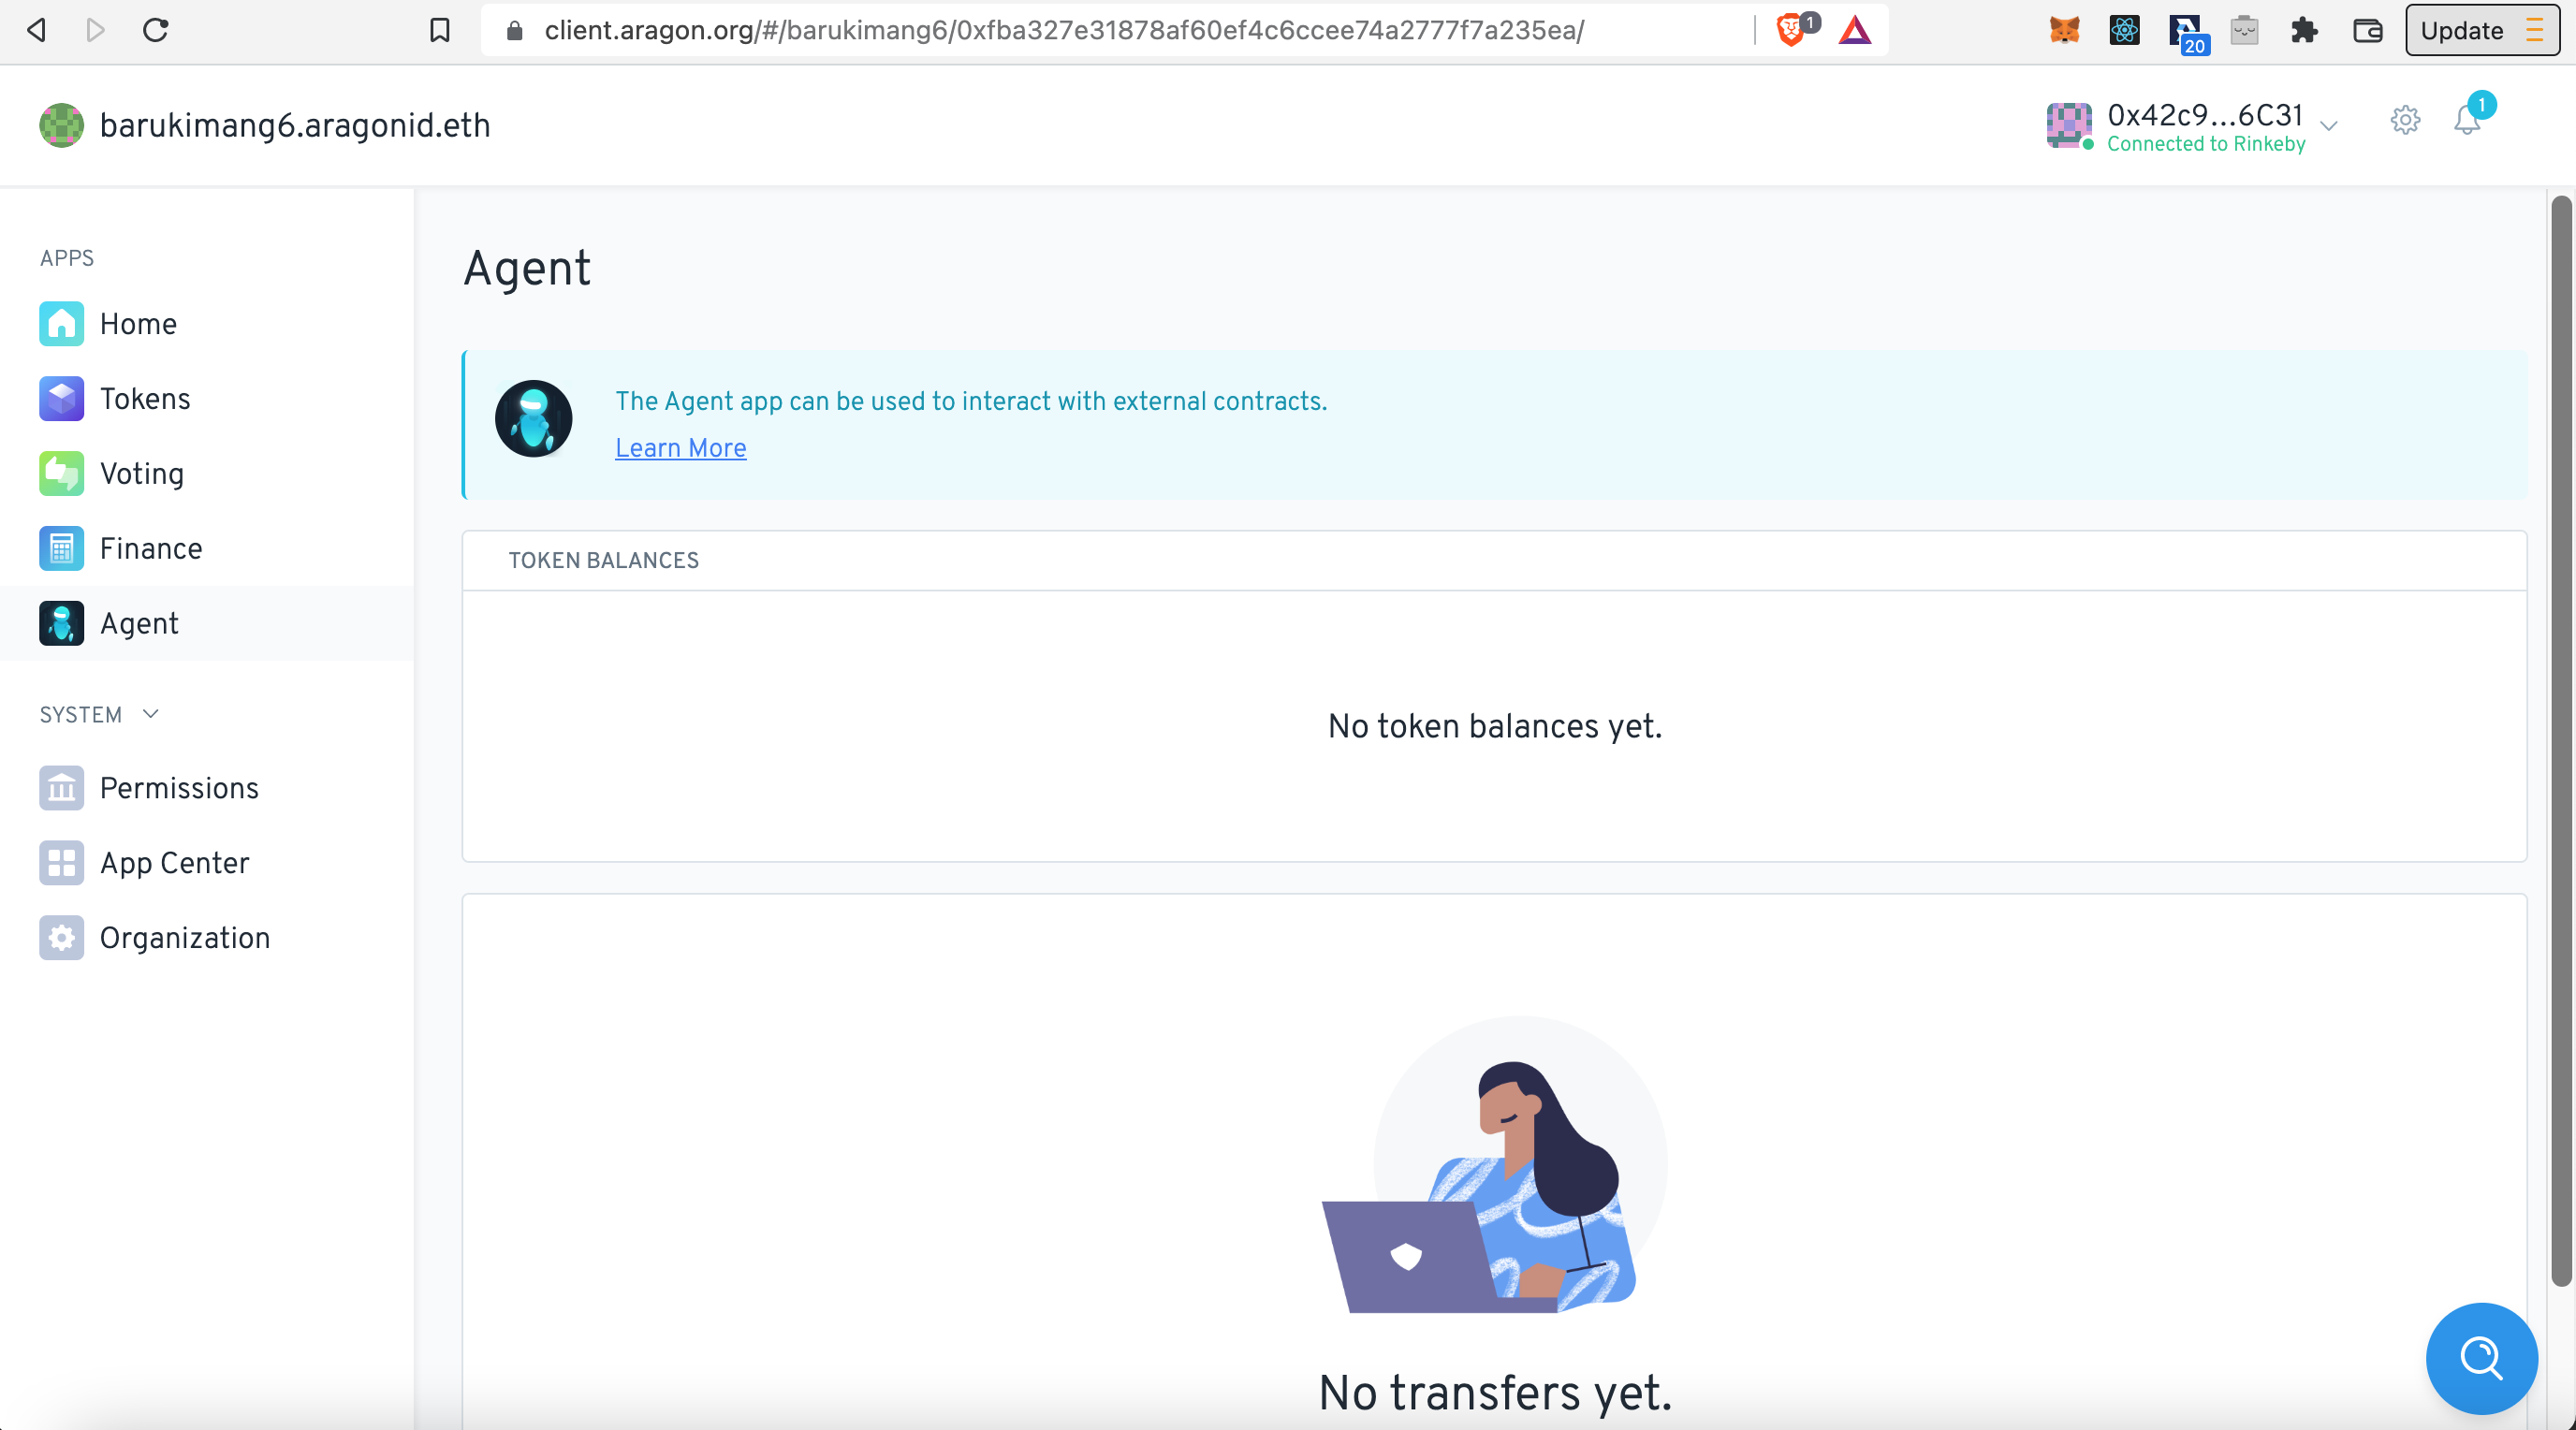 client.aragon.org/#/barukimang6/0xfba327e31878af60ef4c6ccee74a2777f7a235ea/
1
20
Update
barukimang6.aragonid.eth
0x42c9...6C31
Connected to Rinkeby
1
APPS
Home
Tokens
Voting
Finance
Agent
SYSTEM
Permissions
App Center
Organization
Agent
The Agent app can be used to interact with external contracts.
Learn More
TOKEN BALANCES
No token balances yet.
No transfers yet.